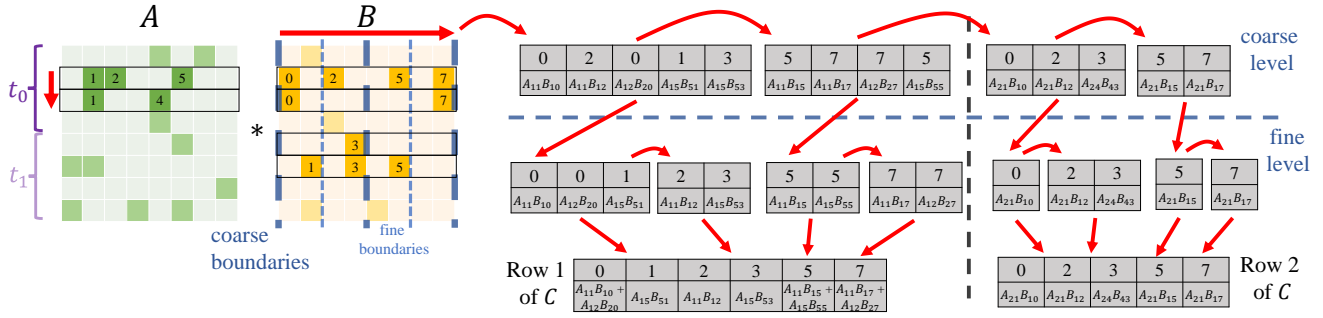 A
B
t₀
t₁
1 2 5
1 4
*
0 2 5 7
0 7
3
1 3 5
coarse boundaries
fine boundaries
coarse level
fine level
0 2 0 1 3
A₁₁B₁₀ A₁₁B₁₂ A₁₂B₂₀ A₁₅B₅₁ A₁₅B₅₃
5 7 7 5
A₁₁B₁₅ A₁₁B₁₇ A₁₂B₂₇ A₁₅B₅₅
0 2 3
A₂₁B₁₀ A₂₁B₁₂ A₂₄B₄₃
5 7
A₂₁B₁₅ A₂₁B₁₇
0 0 1
A₁₁B₁₀ A₁₂B₂₀ A₁₅B₅₁
2 3
A₁₁B₁₂ A₁₅B₅₃
5 5
A₁₁B₁₅ A₁₅B₅₅
7 7
A₁₁B₁₇ A₁₂B₂₇
0
A₂₁B₁₀
2 3
A₂₁B₁₂ A₂₄B₄₃
5
A₂₁B₁₅
7
A₂₁B₁₇
Row 1
of C
0 1 2 3 5 7
A₁₁B₁₀ + A₁₂B₂₀ A₁₅B₅₁ A₁₁B₁₂ A₁₅B₅₃ A₁₁B₁₅ + A₁₅B₅₅ A₁₁B₁₇ + A₁₂B₂₇
0 2 3 5 7
A₂₁B₁₀ A₂₁B₁₂ A₂₄B₄₃ A₂₁B₁₅ A₂₁B₁₇
Row 2
of C